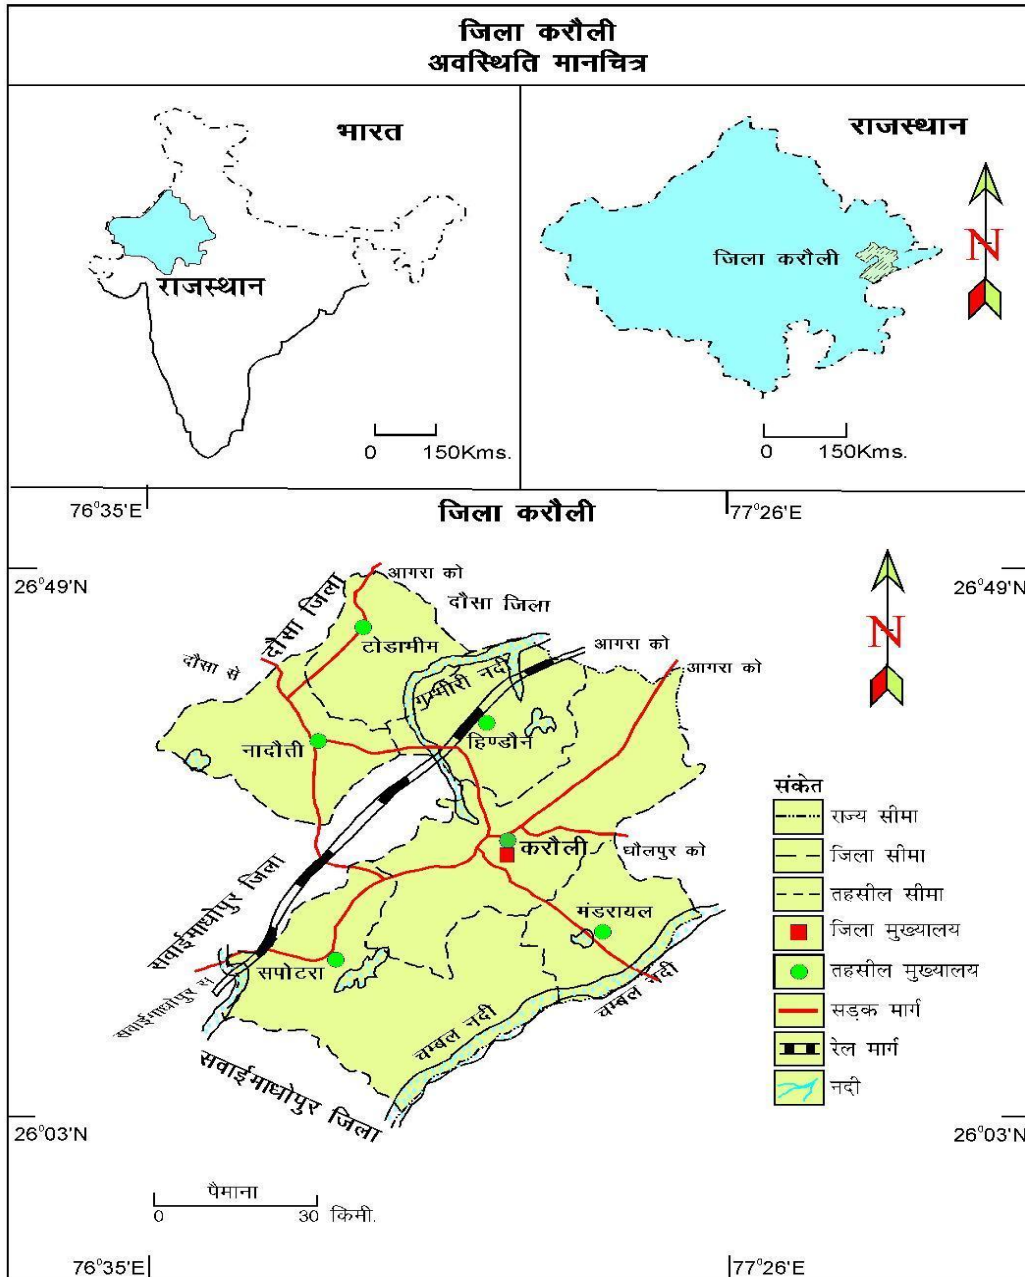 जिला करौली
अवस्थिति मानचित्र
भारत
राजस्थान
0 150Kms.
राजस्थान
जिला करौली
N
0 150Kms.
76°35'E
जिला करौली
77°26'E
26°49'N
26°49'N
आगरा को
दौसा जिला
दौसा जिला
टोडामीम
दौसा से
गम्भीरी नदी
आगरा को
आगरा को
N
नादौती
हिण्डौन
करौली
धौलपुर को
सवाईमाधोपुर जिला
मंडरायल
सपोटरा
सवाईमाधोपुर स
चम्बल नदी
चम्बल नदी
सवाईमाधोपुर जिला
संकेत
राज्य सीमा
जिला सीमा
तहसील सीमा
जिला मुख्यालय
तहसील मुख्यालय
सड़क मार्ग
रेल मार्ग
नदी
26°03'N
26°03'N
पैमाना
0 30 किमी.
76°35'E
77°26'E